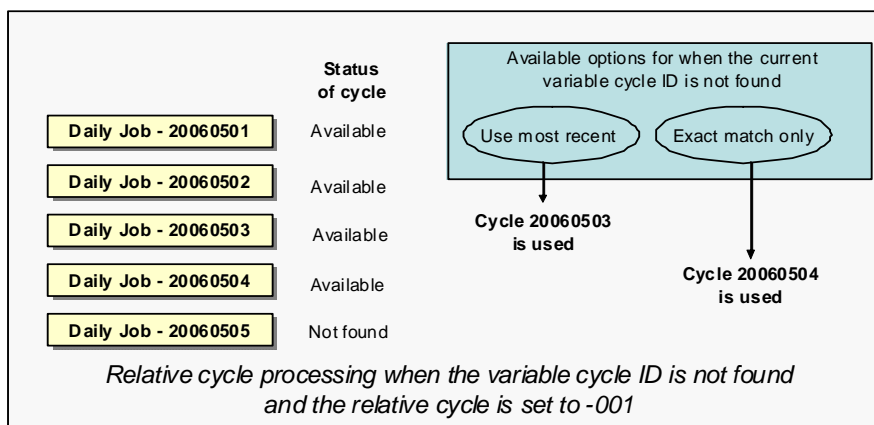 Status
of cycle
Available options for when the current
variable cycle ID is not found
Daily Job - 20060501
Available
Use most recent
Exact match only
Daily Job - 20060502
Available
Daily Job - 20060503
Available
Cycle 20060503
is used
Daily Job - 20060504
Available
Cycle 20060504
is used
Daily Job - 20060505
Not found
Relative cycle processing when the variable cycle ID is not found
and the relative cycle is set to -001